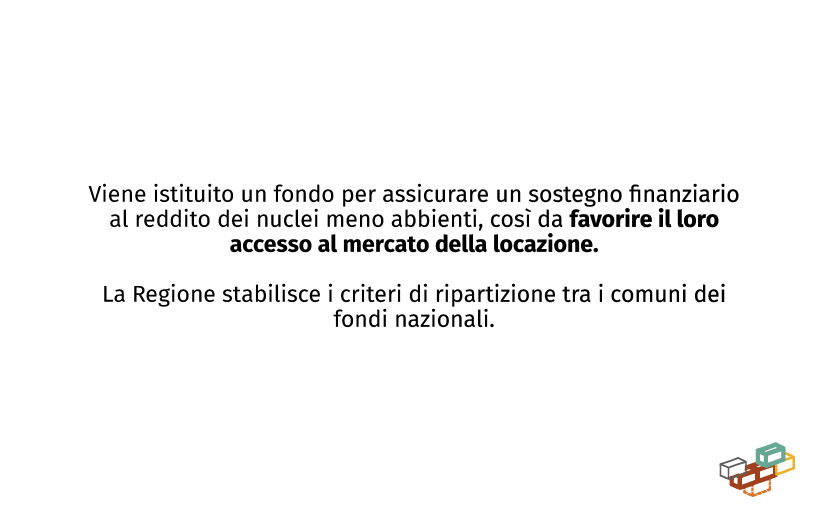 Viene istituito un fondo per assicurare un sostegno finanziario
al reddito dei nuclei meno abbienti, così da favorire il loro
accesso al mercato della locazione.
La Regione stabilisce i criteri di ripartizione tra i comuni dei
fondi nazionali.